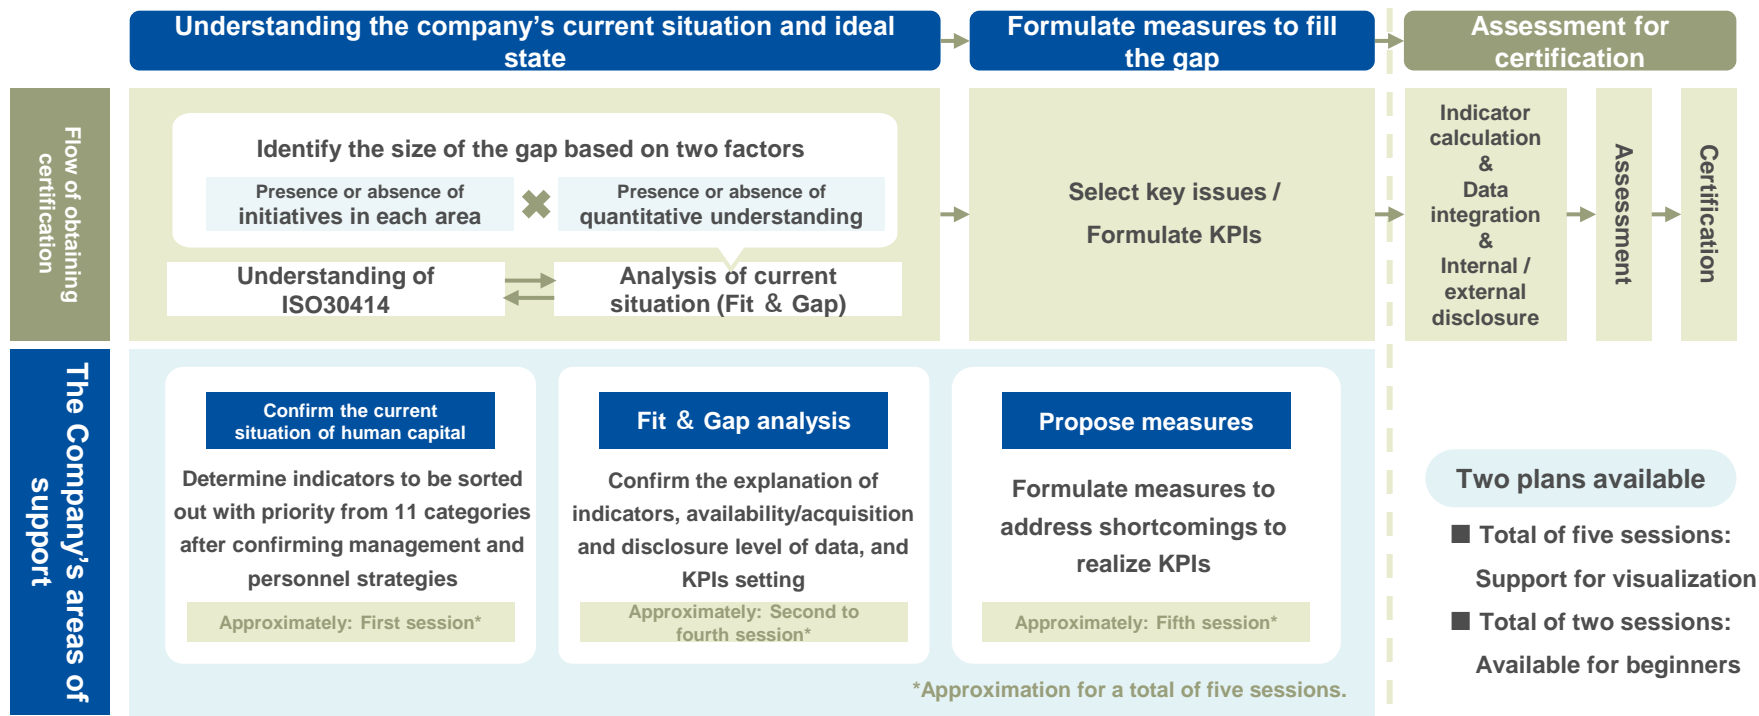 Understanding the company’s current situation and ideal
state
Formulate measures to fill
the gap
Assessment for
certification
Flow of obtaining
certification
Identify the size of the gap based on two factors
Presence or absence of
initiatives in each area
Presence or absence of
quantitative understanding
Understanding of
ISO30414
Analysis of current
situation (Fit & Gap)
Select key issues /
Formulate KPIs
Indicator
calculation
&
Data
integration
&
Internal /
external
disclosure
Assessment
Certification
The Company’s areas of
support
Confirm the current
situation of human capital
Determine indicators to be sorted
out with priority from 11 categories
after confirming management and
personnel strategies
Approximately: First session*
Fit & Gap analysis
Confirm the explanation of
indicators, availability/acquisition
and disclosure level of data, and
KPIs setting
Approximately: Second to
fourth session*
Propose measures
Formulate measures to
address shortcomings to
realize KPIs
Approximately: Fifth session*
*Approximation for a total of five sessions.
Two plans available
■ Total of five sessions:
Support for visualization
■ Total of two sessions:
Available for beginners